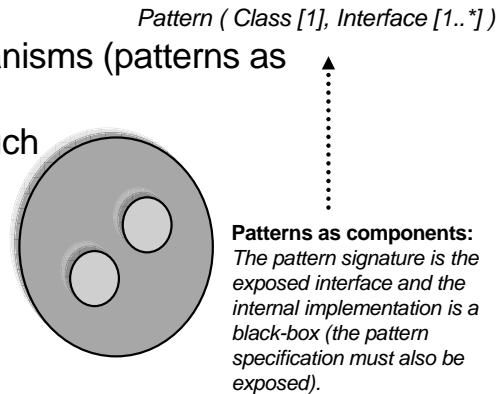 Pattern ( Class [1], Interface [1..*] )
anisms (patterns as
uch
Patterns as components:
The pattern signature is the
exposed interface and the
internal implementation is a
black-box (the pattern
specification must also be
exposed).